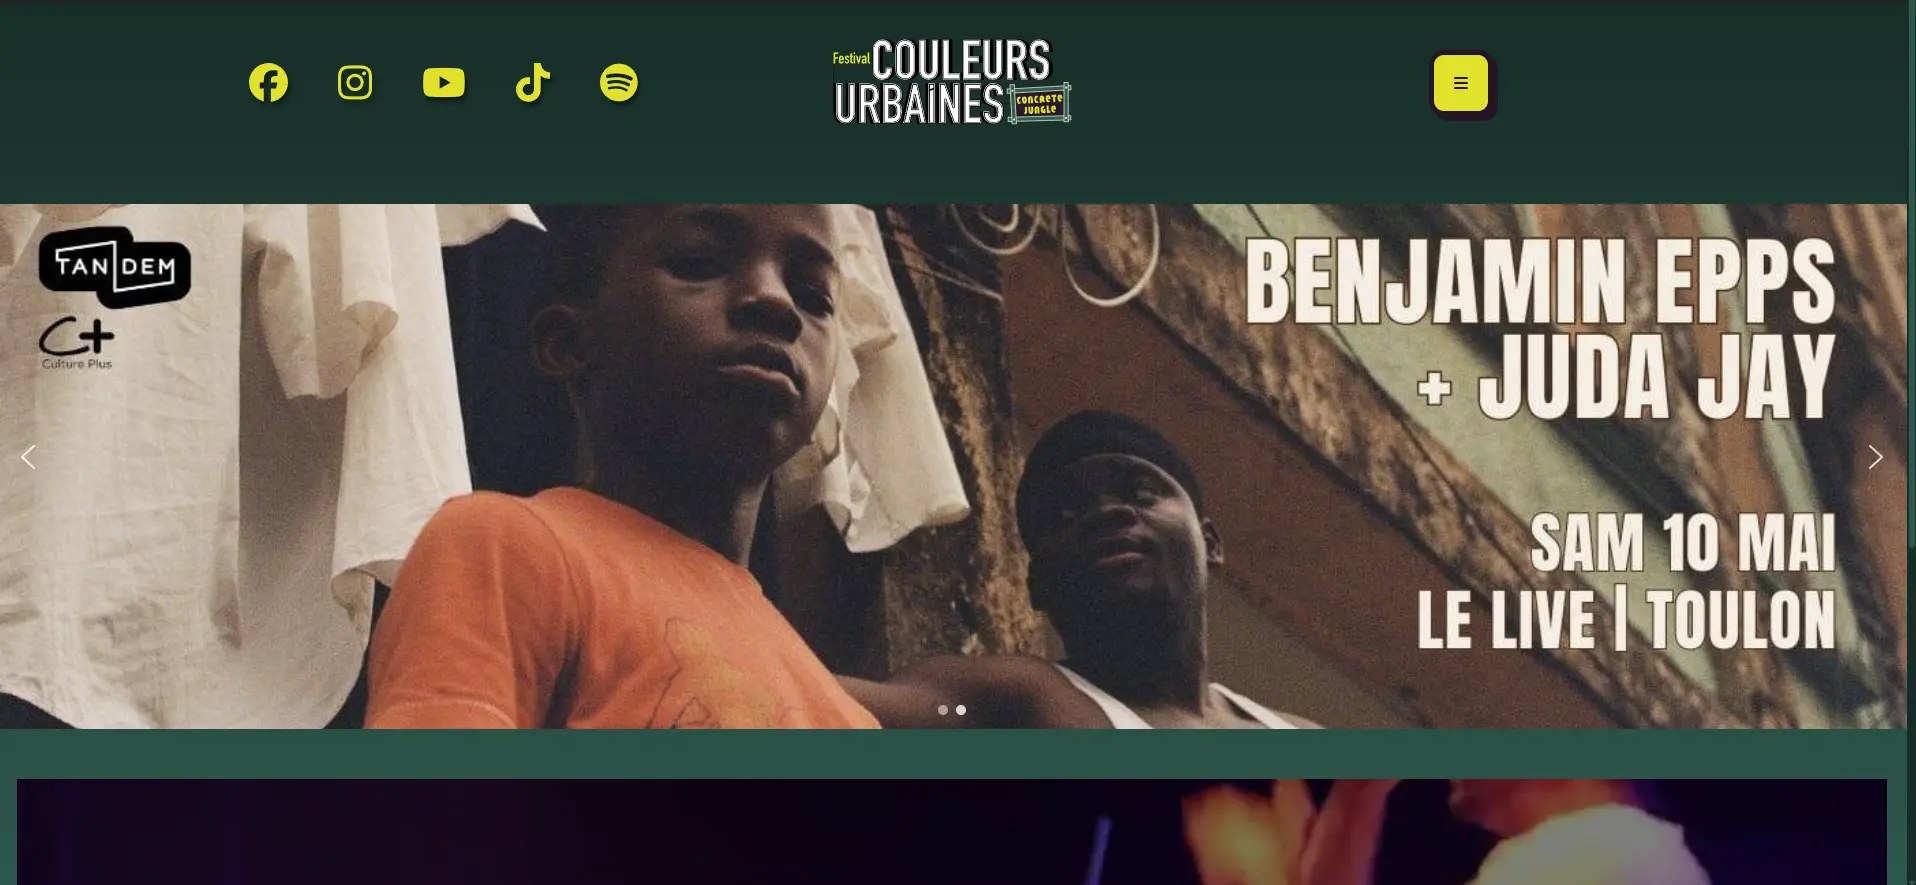 Festival COULEURS
URBAINES
CONCRETE
JUNGLE
TANDEM
C+
Culture Plus
BENJAMIN EPPS
+ JUDA JAY
SAM 10 MAI
LE LIVE | TOULON